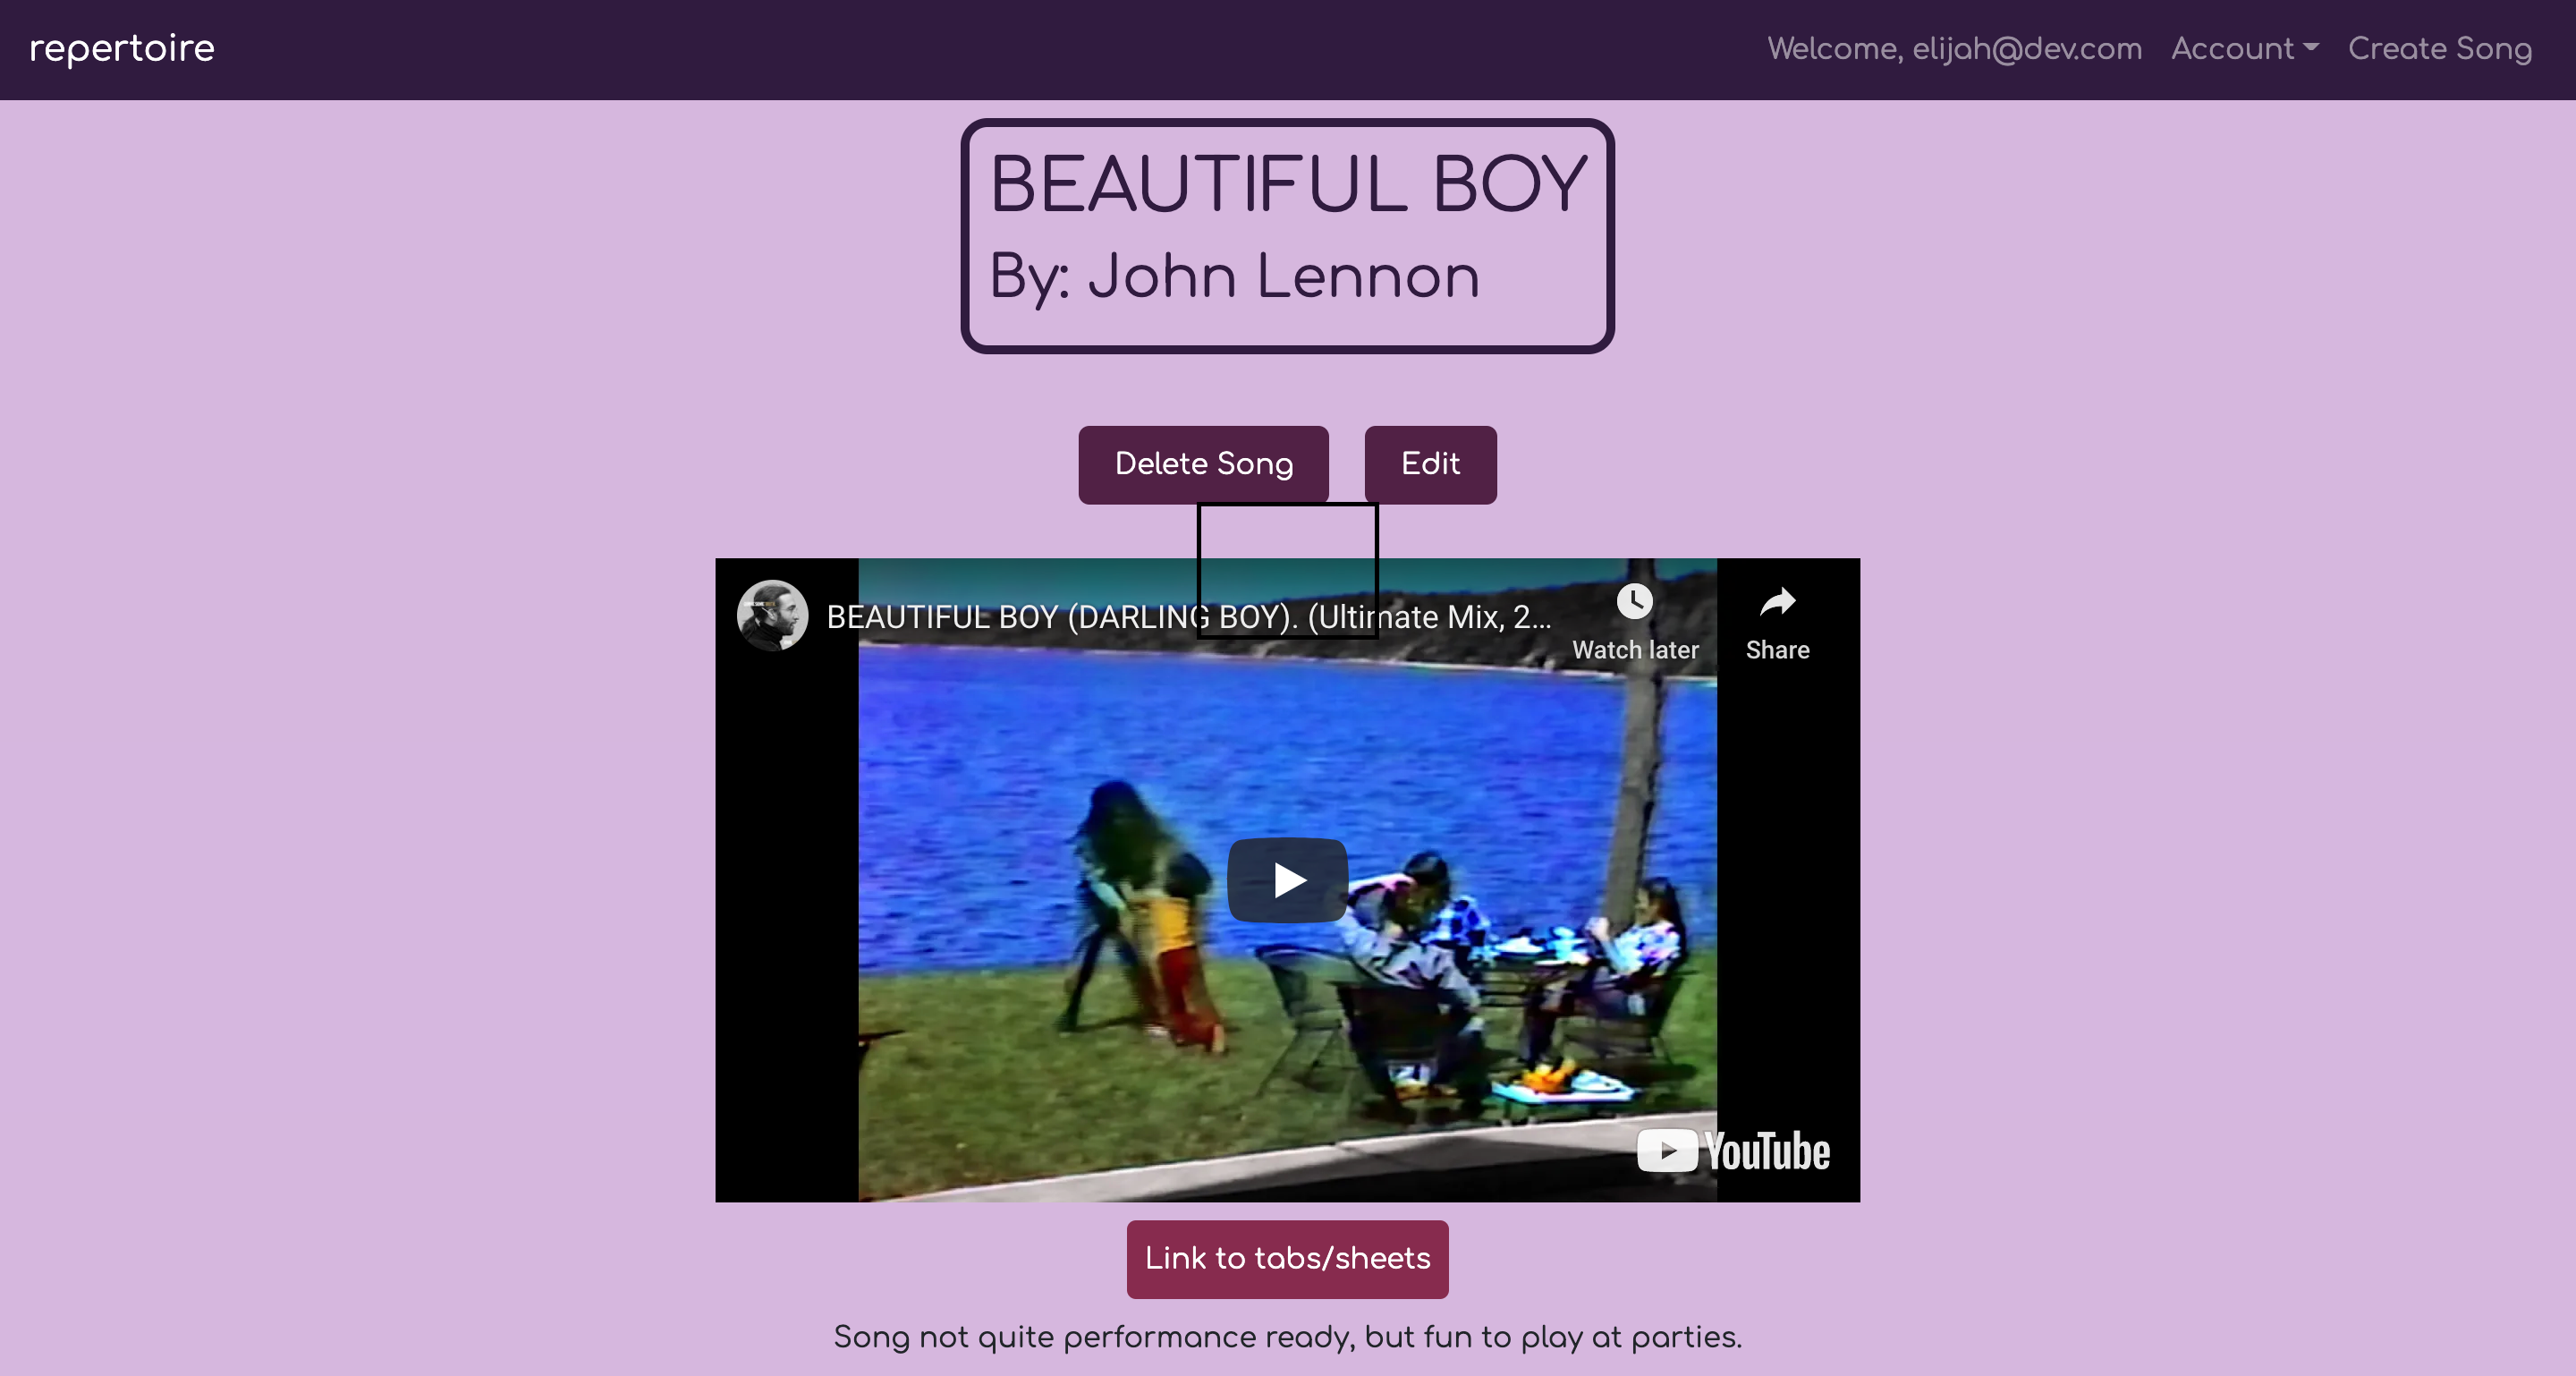 repertoire
Welcome, elijah@dev.com Account Create Song
BEAUTIFUL BOY
By: John Lennon
Delete Song Edit
BEAUTIFUL BOY (DARLING BOY). (Ultimate Mix, 2...
Watch later Share
YouTube
Link to tabs/sheets
Song not quite performance ready, but fun to play at parties.